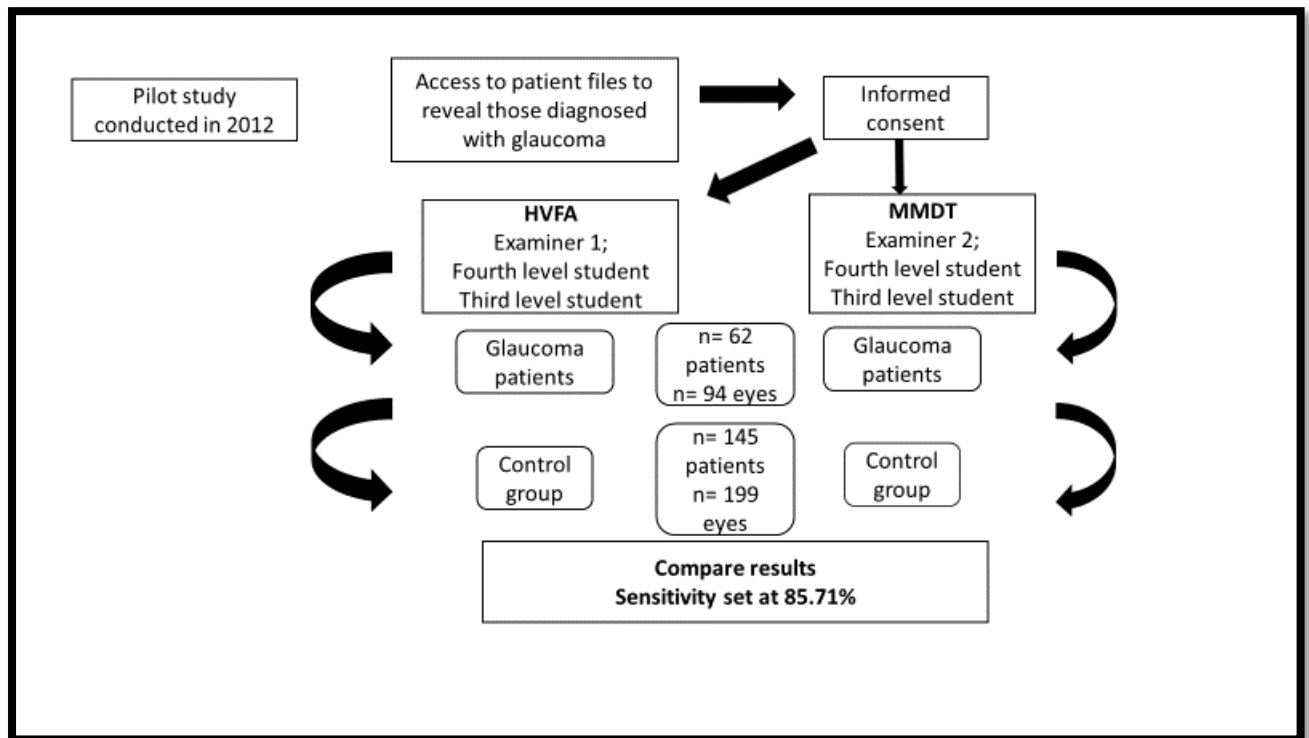 Pilot study
conducted in 2012
Access to patient files to
reveal those diagnosed
with glaucoma
Informed
consent
HVFA
Examiner 1;
Fourth level student
Third level student
MMDT
Examiner 2;
Fourth level student
Third level student
Glaucoma
patients
n= 62
patients
n= 94 eyes
Glaucoma
patients
Control
group
n= 145
patients
n= 199
eyes
Control
group
Compare results
Sensitivity set at 85.71%